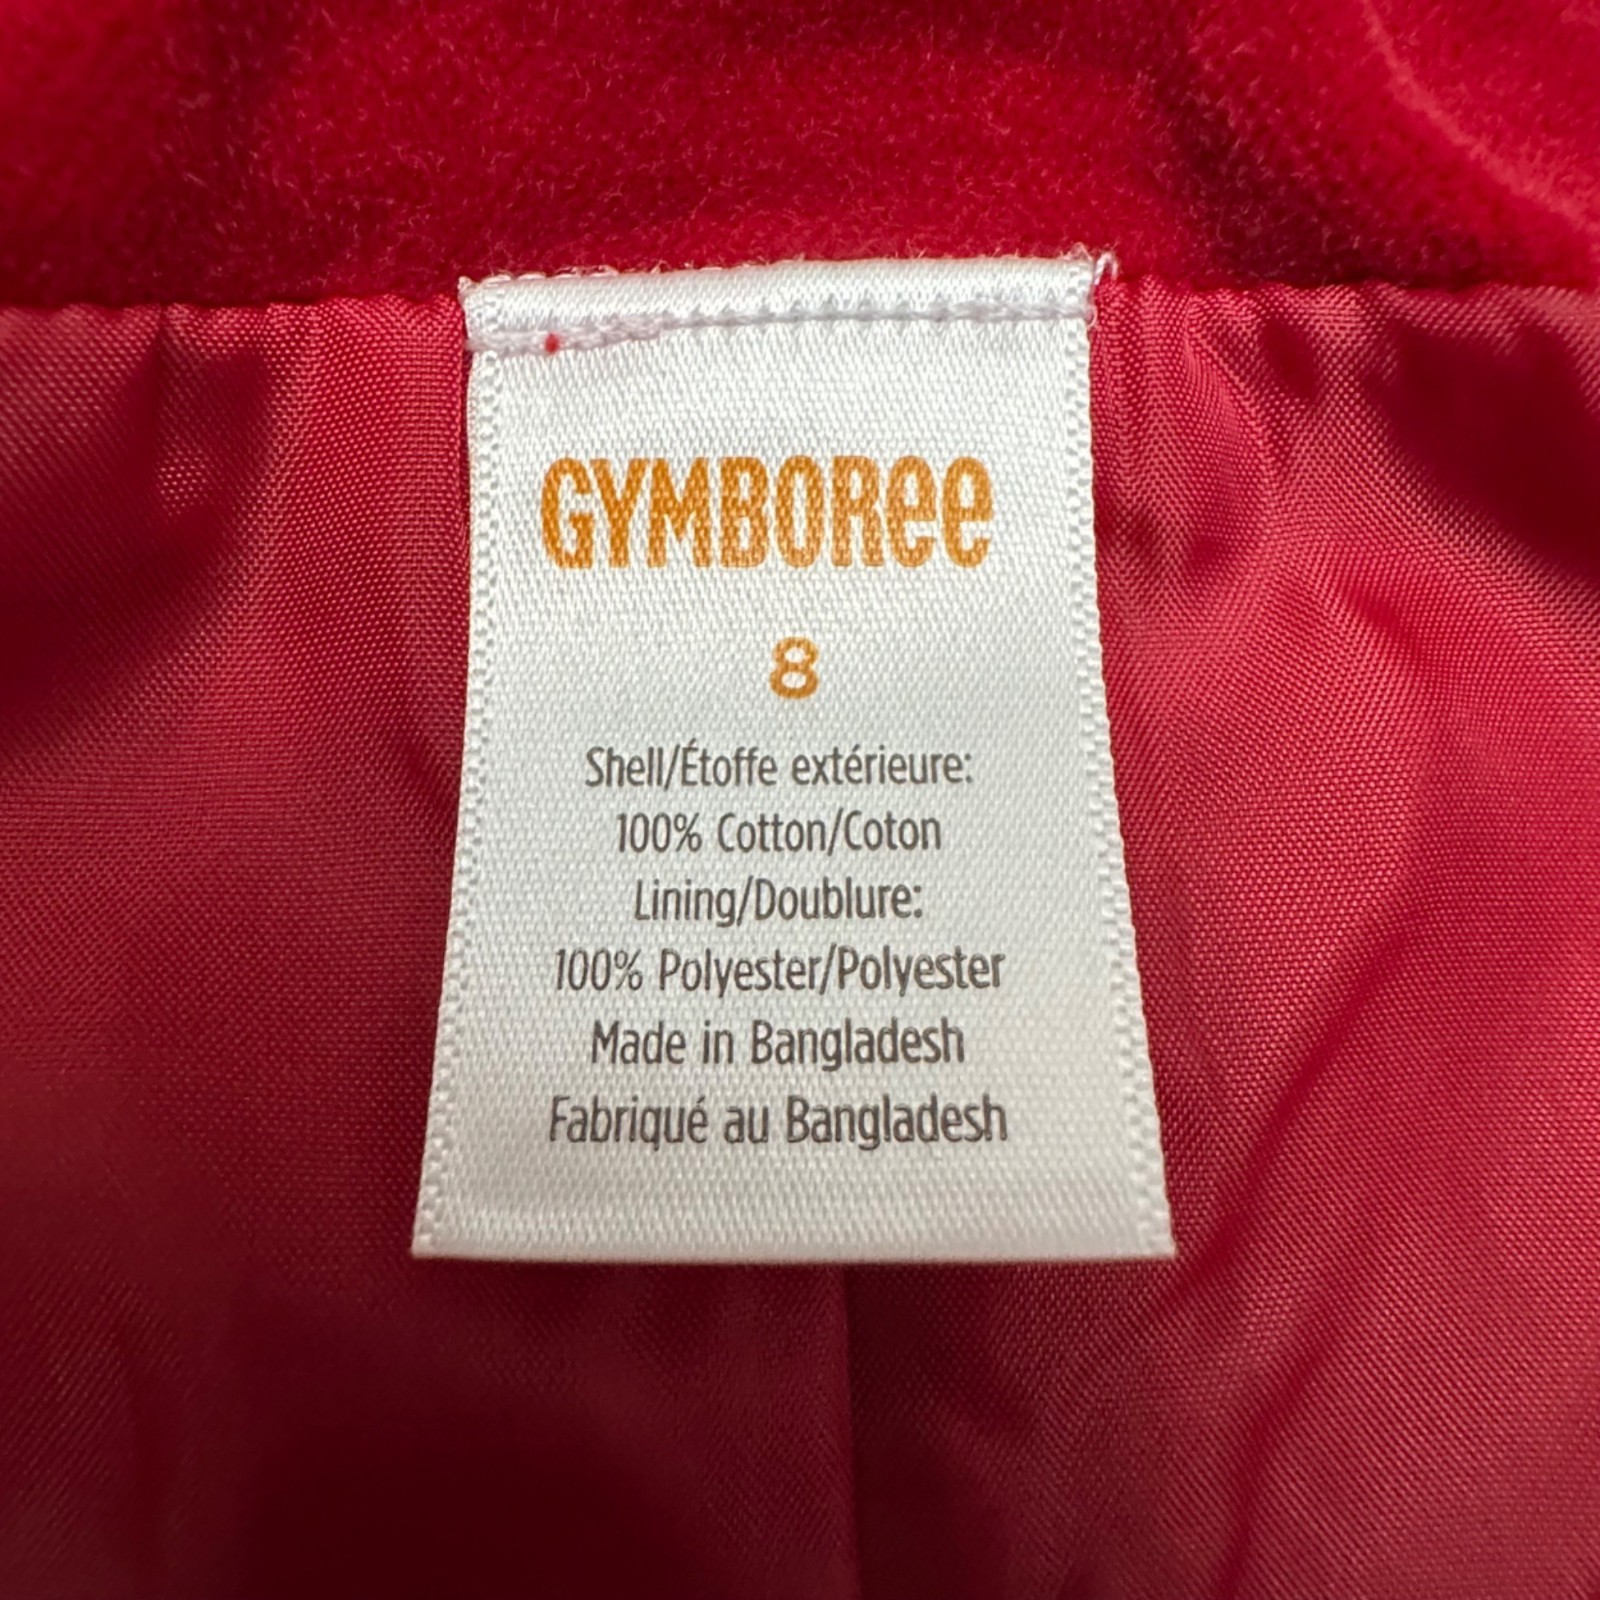 GYMBORee
8
Shell/Étoffe extérieure:
100% Cotton/Coton
Lining/Doublure:
100% Polyester/Polyester
Made in Bangladesh
Fabriqué au Bangladesh